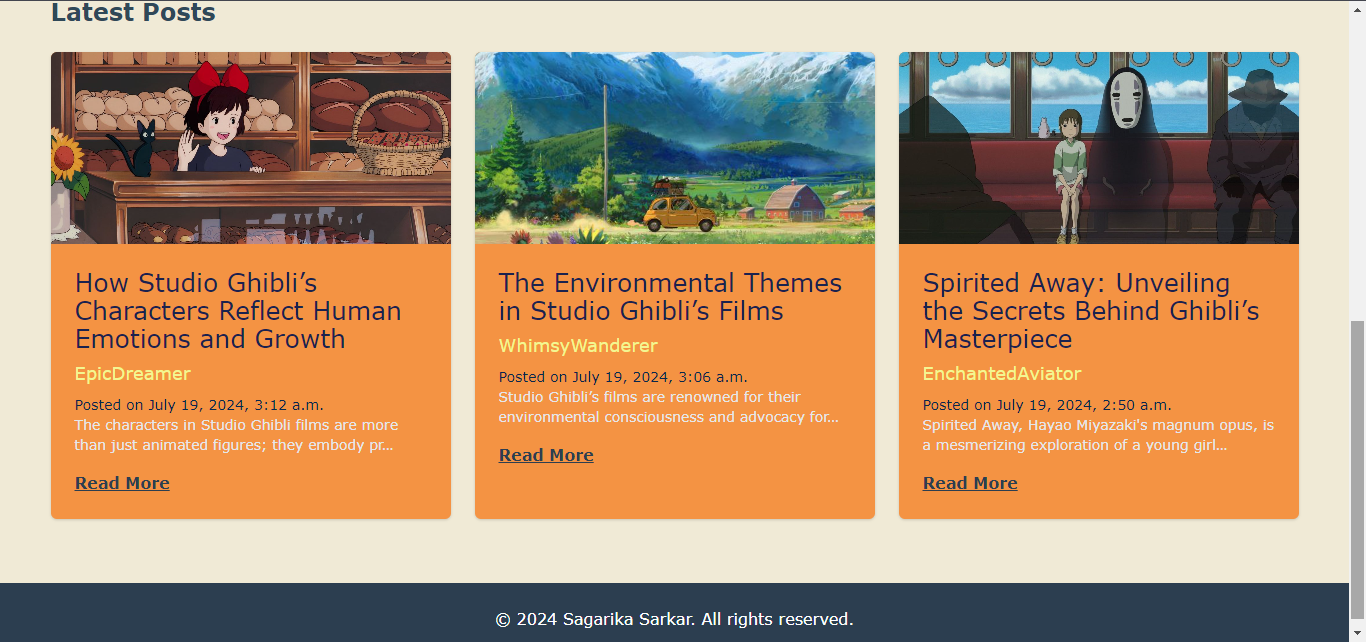 Latest Posts
How Studio Ghibli’s
Characters Reflect Human
Emotions and Growth
EpicDreamer
Posted on July 19, 2024, 3:12 a.m.
The characters in Studio Ghibli films are more
than just animated figures; they embody pr…
Read More
The Environmental Themes
in Studio Ghibli’s Films
WhimsyWanderer
Posted on July 19, 2024, 3:06 a.m.
Studio Ghibli’s films are renowned for their
environmental consciousness and advocacy for…
Read More
Spirited Away: Unveiling
the Secrets Behind Ghibli’s
Masterpiece
EnchantedAviator
Posted on July 19, 2024, 2:50 a.m.
Spirited Away, Hayao Miyazaki's magnum opus, is
a mesmerizing exploration of a young girl…
Read More
© 2024 Sagarika Sarkar. All rights reserved.